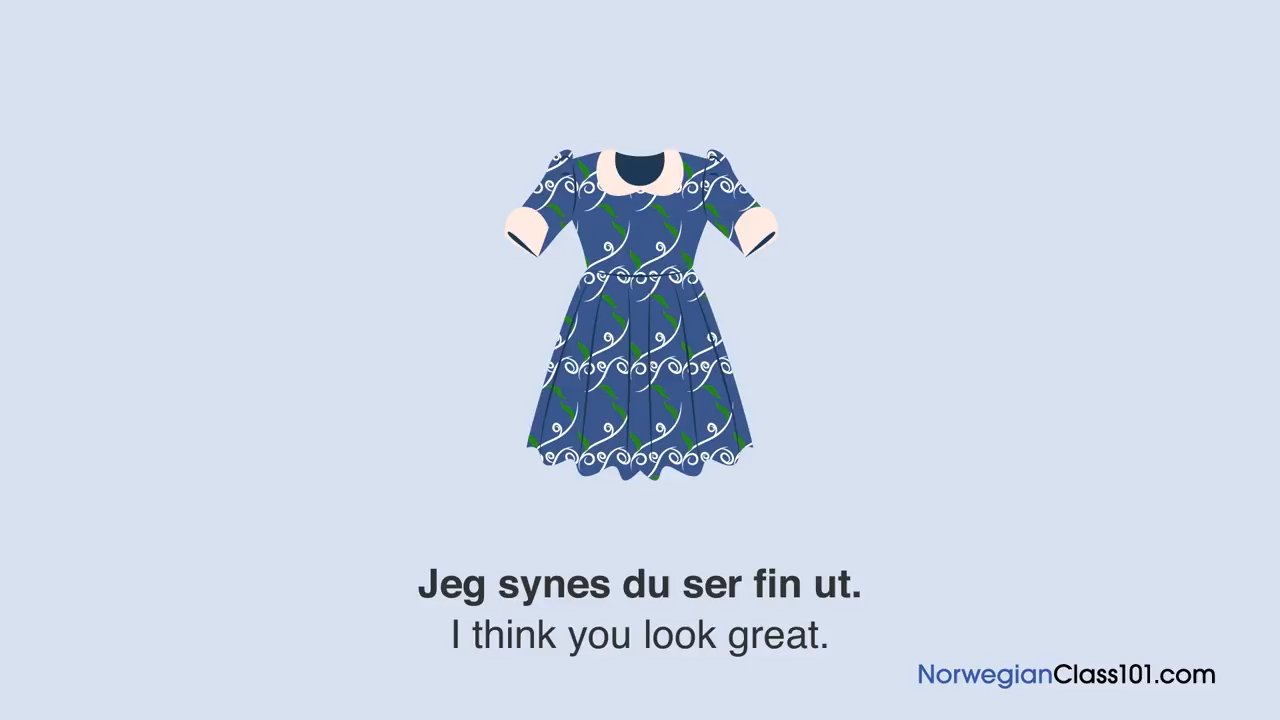 Jeg synes du ser fin ut.
I think you look great.
NorwegianClass101.com